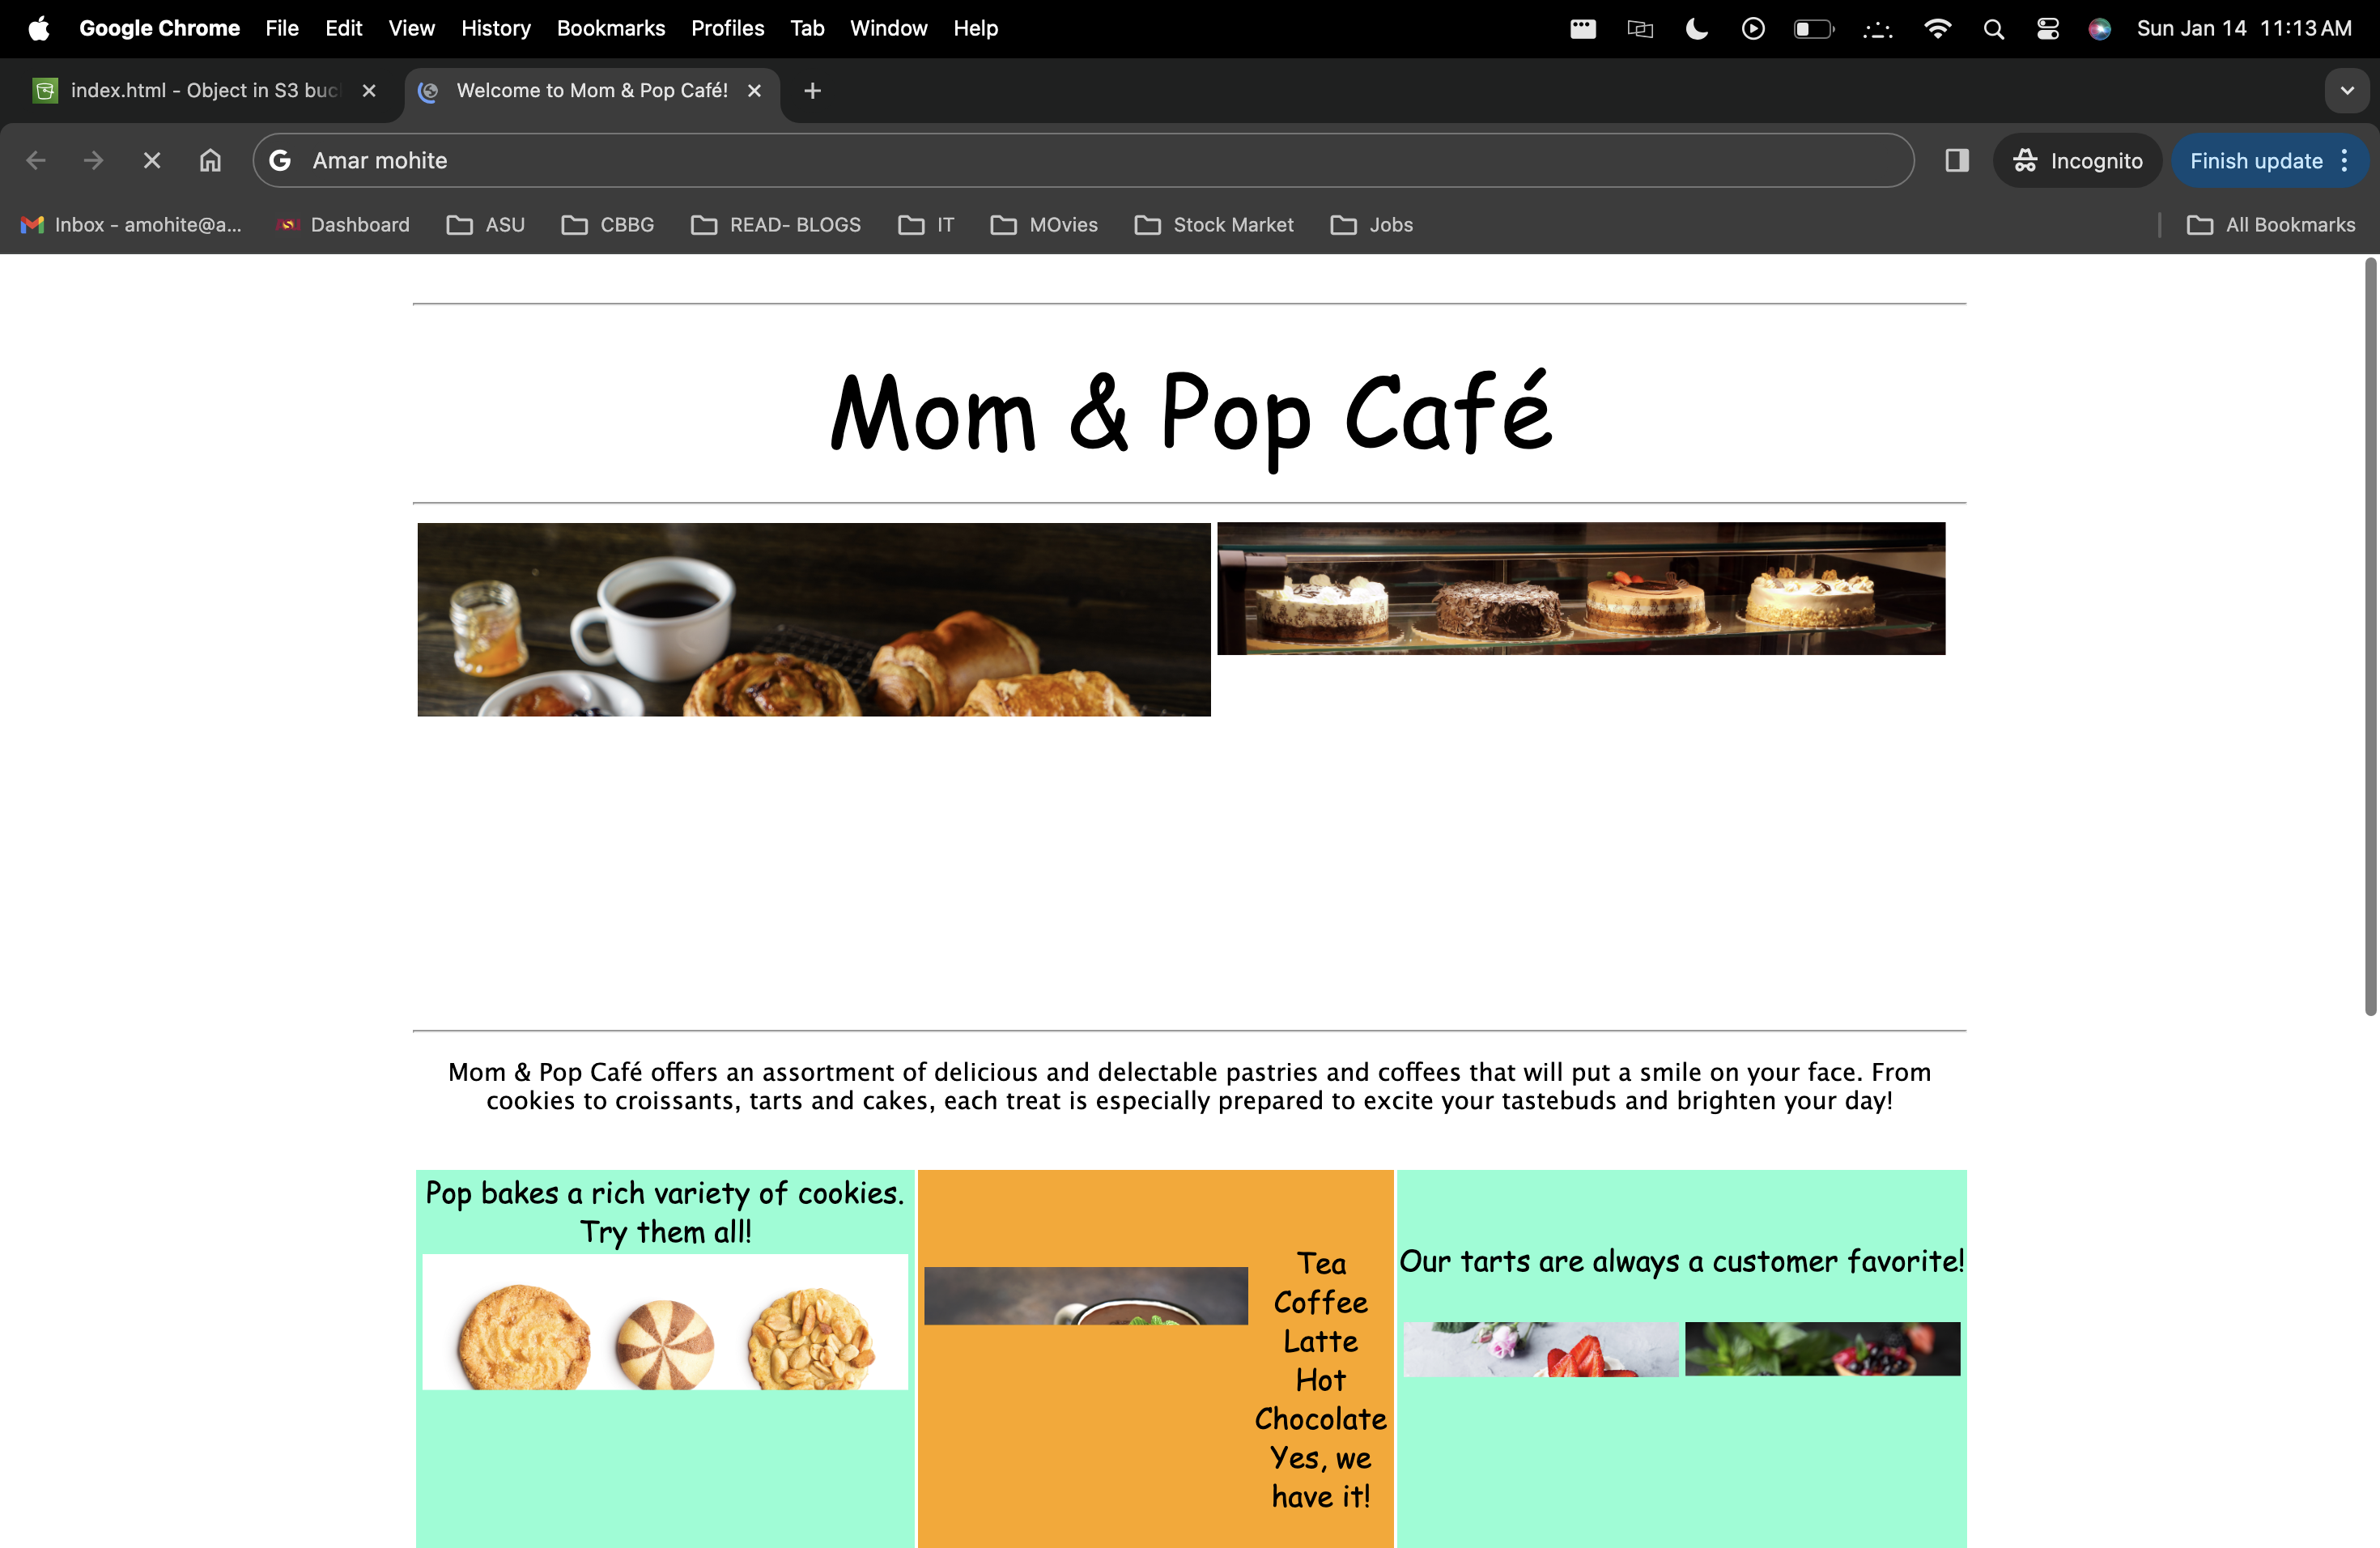 Google Chrome File Edit View History Bookmarks Profiles Tab Window Help Sun Jan 14 11:13 AM
index.html - Object in S3 buc Welcome to Mom & Pop Café!
Amar mohite Incognito Finish update
Inbox - amohite@a... Dashboard ASU CBBG READ- BLOGS IT MOvies Stock Market Jobs All Bookmarks
Mom & Pop Café
Mom & Pop Café offers an assortment of delicious and delectable pastries and coffees that will put a smile on your face. From
cookies to croissants, tarts and cakes, each treat is especially prepared to excite your tastebuds and brighten your day!
Pop bakes a rich variety of cookies.
Try them all!
Tea
Coffee
Latte
Hot
Chocolate
Yes, we
have it!
Our tarts are always a customer favorite!